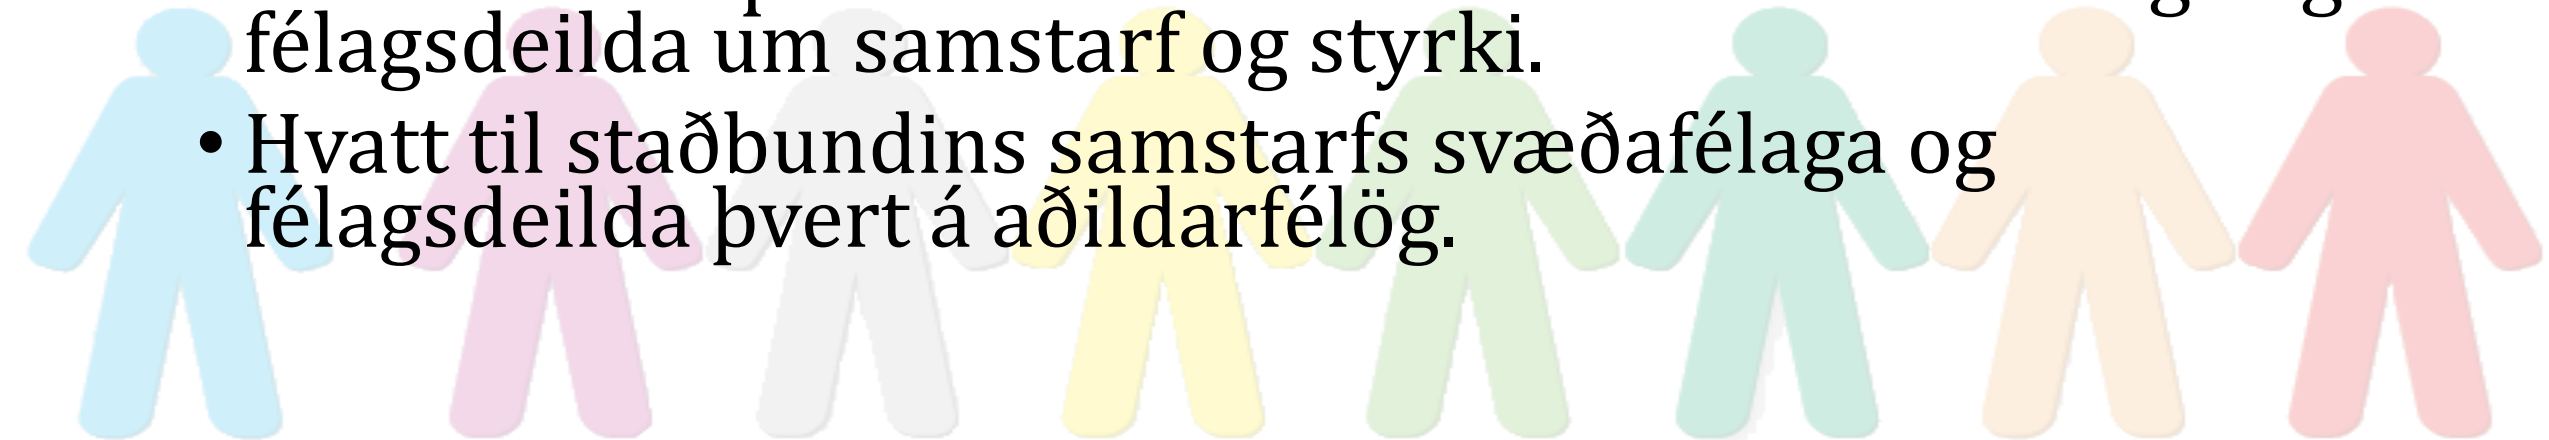 félagsdeilda um samstarf og styrki.
• Hvatt til staðbundins samstarfs svæðafélaga og
félagsdeilda þvert á aðildarfélög.